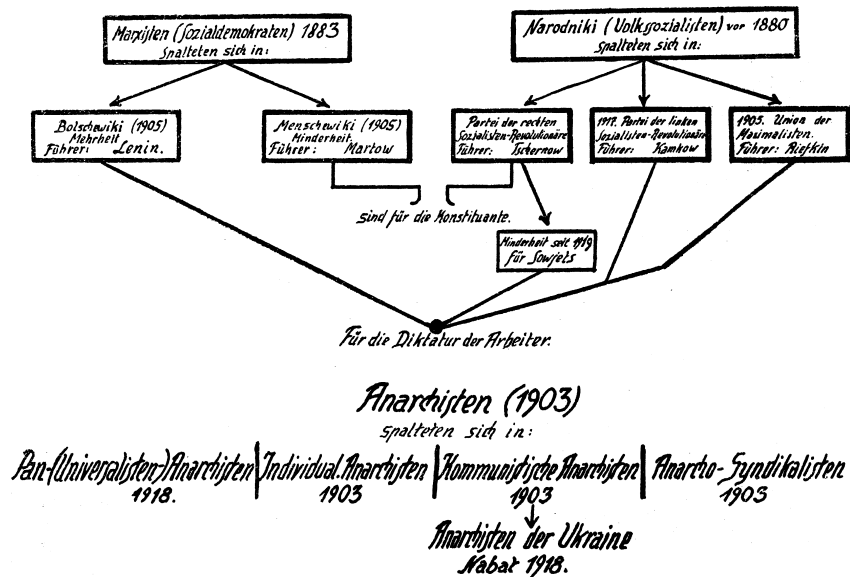 Marxisten (Sozialdemokraten) 1883
spalteten sich in:
Narodniki (Volkssozialisten) vor 1880
spalteten sich in:
Bolschewiki (1905)
Mehrheit
Führer: Lenin.
Menschewiki (1905)
Minderheit
Führer: Martow
Partei der rechten
Sozialisten-Revolutionäre
Führer: Tschernow
1917. Partei der linken
Sozialisten-Revolutionäre
Führer: Kamkow
1905. Union der
Maximalisten.
Führer: Riefkin
sind für die Konstituante.
Minderheit seit 1919
für Sowjets
Für die Diktatur der Arbeiter.
Anarchisten (1903)
spalteten sich in:
Pan-(Universalisten-)Anarchisten
1918.
Individual. Anarchisten
1903
Kommunistische Anarchisten
1903
Anarcho-Syndikalisten
1903
Anarchisten der Ukraine
Nabat 1918.